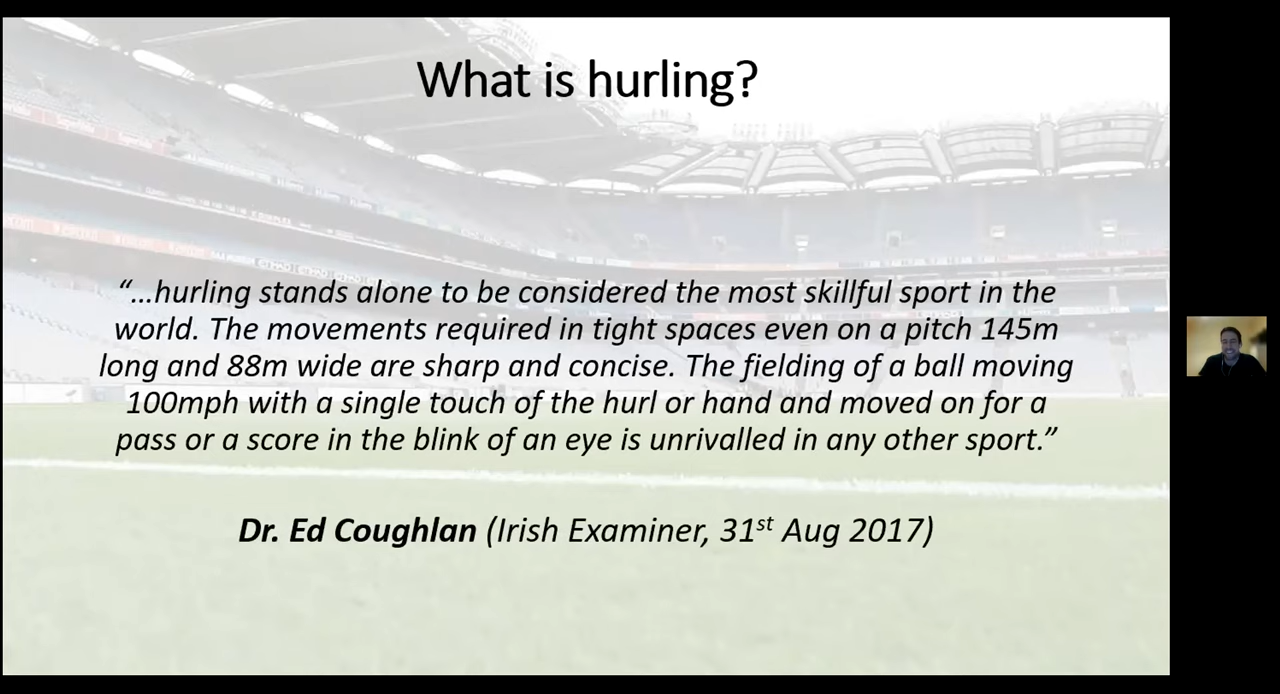 What is hurling?
“...hurling stands alone to be considered the most skillful sport in the
world. The movements required in tight spaces even on a pitch 145m
long and 88m wide are sharp and concise. The fielding of a ball moving
100mph with a single touch of the hurl or hand and moved on for a
pass or a score in the blink of an eye is unrivalled in any other sport.”
Dr. Ed Coughlan (Irish Examiner, 31st Aug 2017)